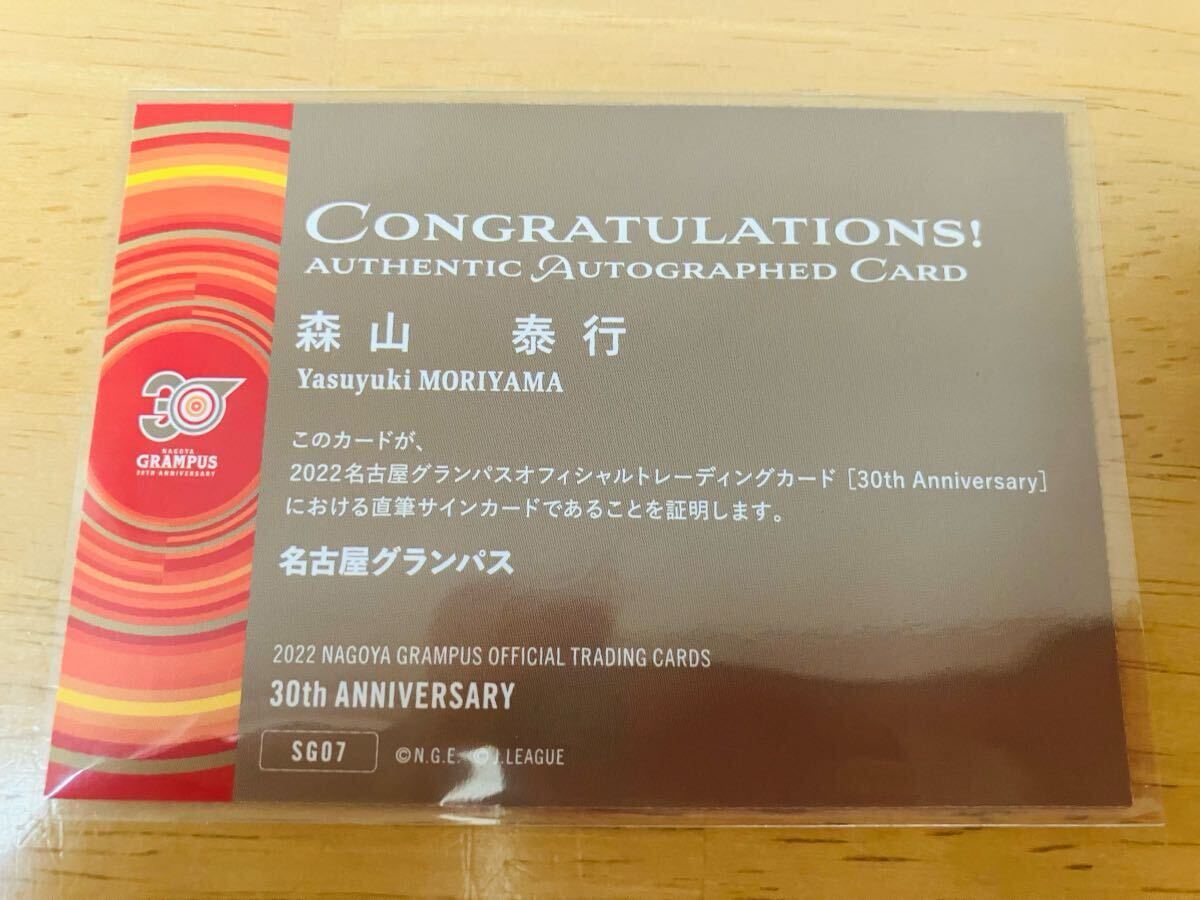 CONGRATULATIONS!
AUTHENTIC AUTOGRAPHED CARD
森山 泰行
Yasuyuki MORIYAMA
このカードが、
2022名古屋グランパスオフィシャルトレーディングカード［30th Anniversary］
における直筆サインカードであることを証明します。
名古屋グランパス
2022 NAGOYA GRAMPUS OFFICIAL TRADING CARDS
30th ANNIVERSARY
SG07 ©N.G.E. ©J.LEAGUE
30
NAGOYA
GRAMPUS
30TH ANNIVERSARY